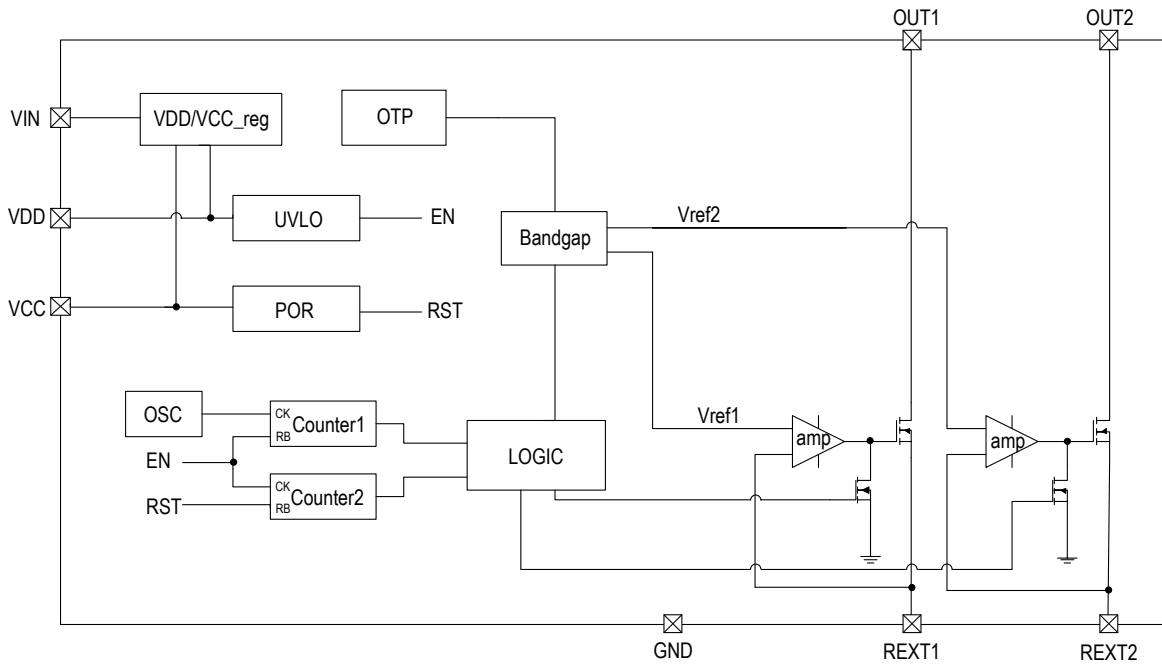 OUT1
OUT2
VIN
VDD/VCC_reg
OTP
VDD
UVLO
EN
Bandgap
Vref2
VCC
POR
RST
OSC
CK
RB
Counter1
Vref1
amp
amp
EN
LOGIC
CK
RB
Counter2
RST
GND
REXT1
REXT2